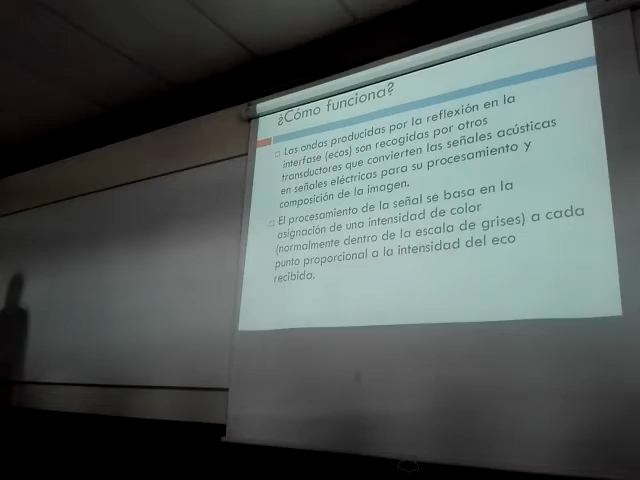 ¿Cómo funciona?
Las ondas producidas por la reflexión en la
interfase (ecos) son recogidas por otros
transductores que convierten las señales acústicas
en señales eléctricas para su procesamiento y
composición de la imagen.
El procesamiento de la señal se basa en la
asignación de una intensidad de color
(normalmente dentro de la escala de grises) a cada
punto proporcional a la intensidad del eco
recibida.